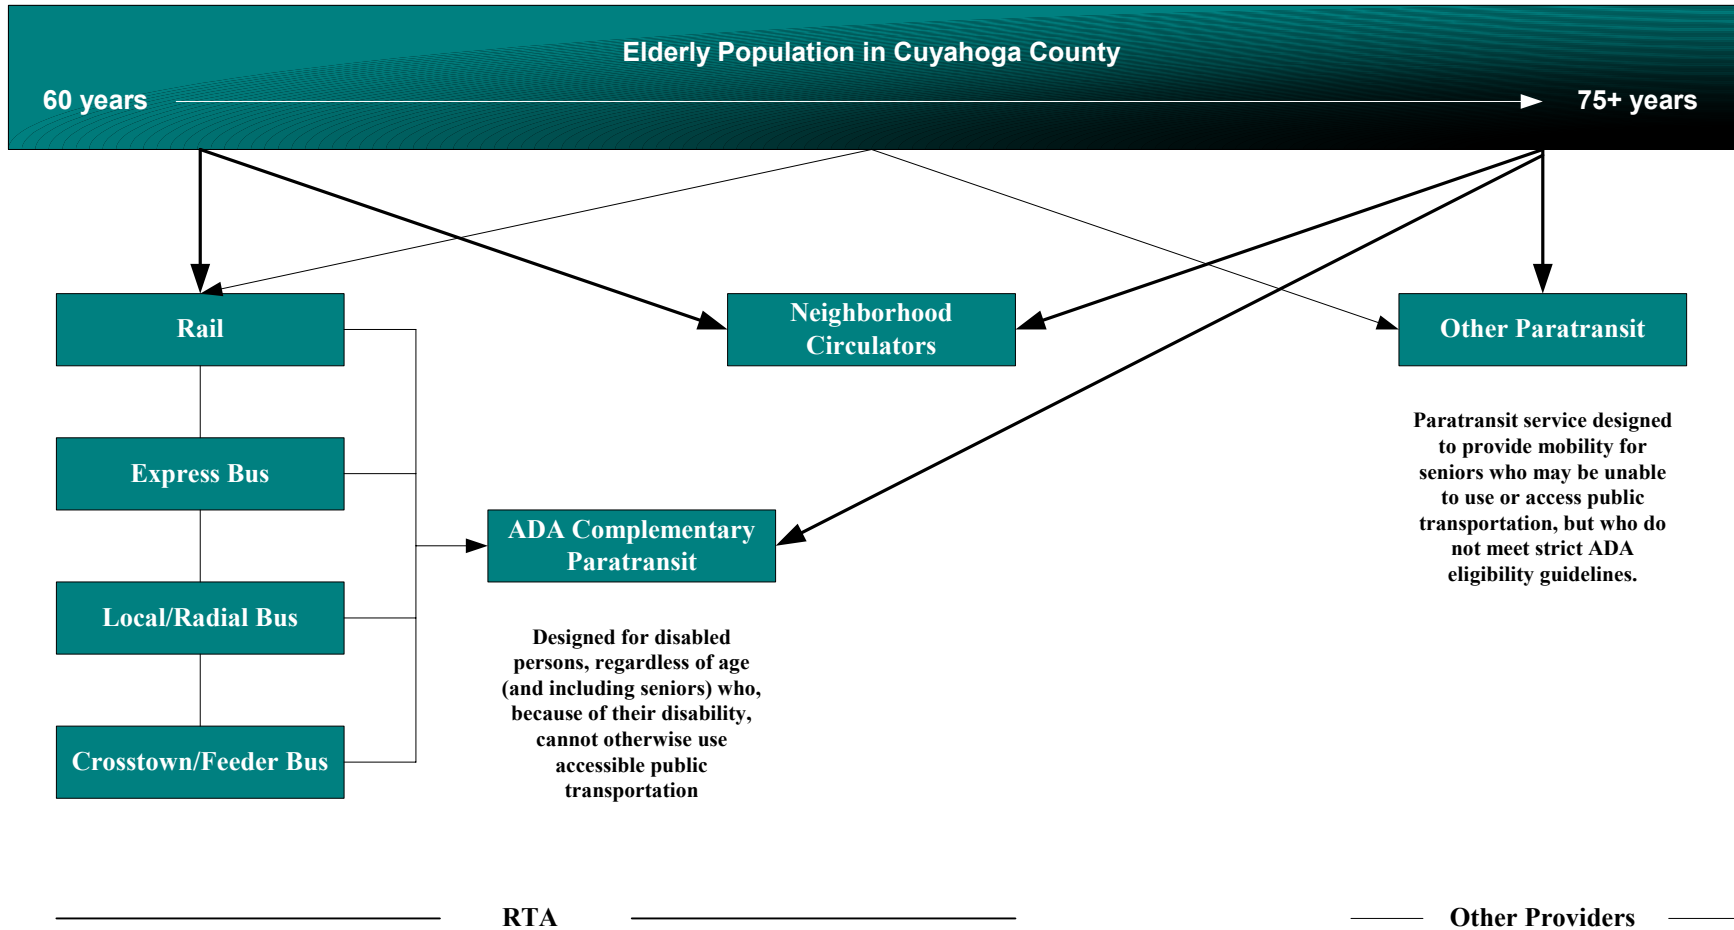 Elderly Population in Cuyahoga County
60 years
75+ years
Rail
Neighborhood
Circulators
Other Paratransit
Paratransit service designed
to provide mobility for
seniors who may be unable
to use or access public
transportation, but who do
not meet strict ADA
eligibility guidelines.
Express Bus
ADA Complementary
Paratransit
Local/Radial Bus
Designed for disabled
persons, regardless of age
(and including seniors) who,
because of their disability,
cannot otherwise use
accessible public
transportation
Crosstown/Feeder Bus
RTA
Other Providers